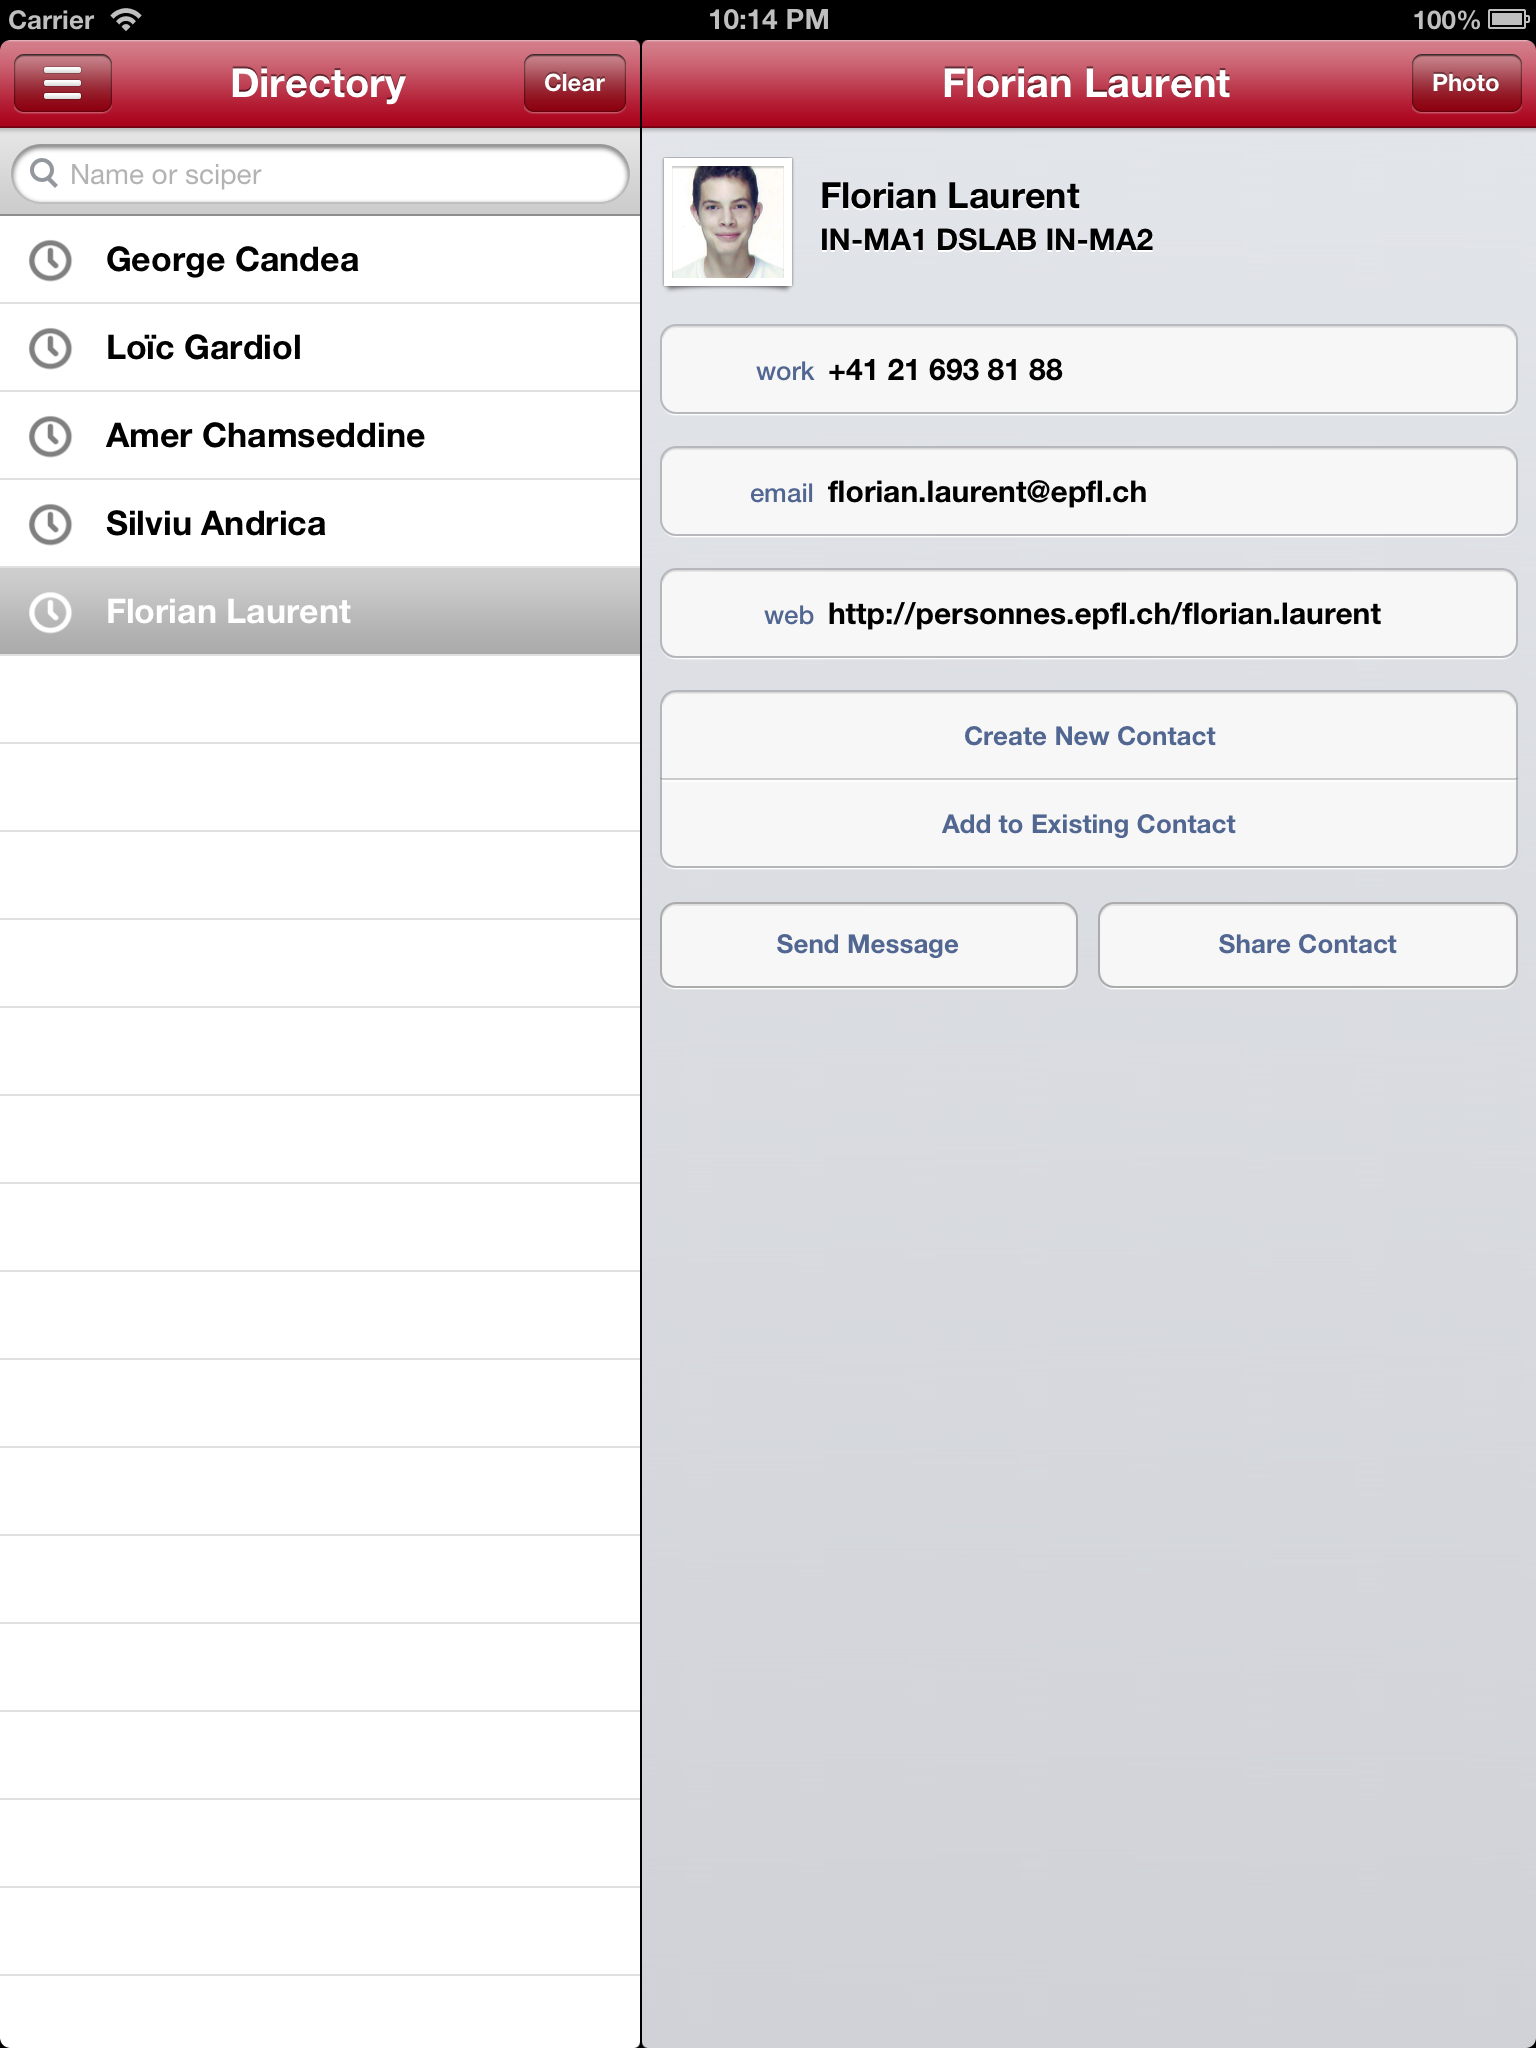 Carrier
10:14 PM
100%
Directory
Clear
Name or sciper
George Candea
Loïc Gardiol
Amer Chamseddine
Silviu Andrica
Florian Laurent
Florian Laurent
Photo
Florian Laurent
IN-MA1 DSLAB IN-MA2
work +41 21 693 81 88
email florian.laurent@epfl.ch
web http://personnes.epfl.ch/florian.laurent
Create New Contact
Add to Existing Contact
Send Message
Share Contact